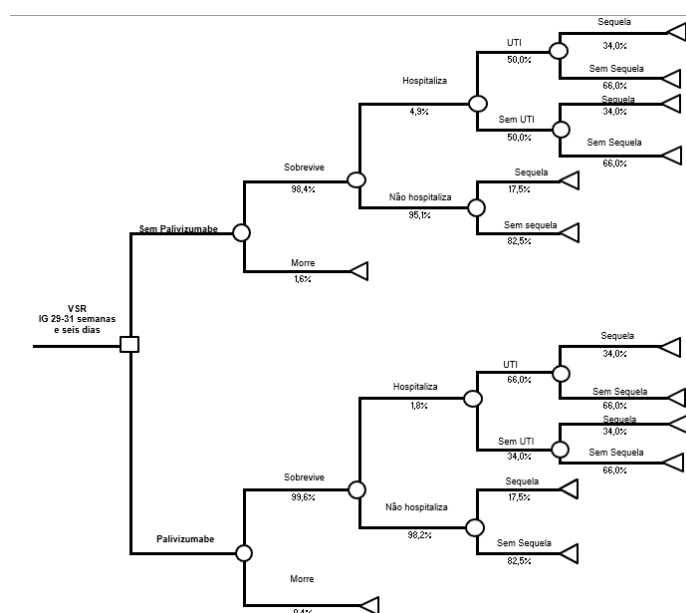 Sequela
UTI
34,0%
50,0%
Sem Sequela
Hospitaliza
66,0%
Sequela
4,9%
Sem UTI
34,0%
50,0%
Sem Sequela
Sobrevive
66,0%
Sequela
98,4%
Não hospitaliza
17,5%
95,1%
Sem sequela
Sem Palivizumabe
82,5%
Morre
1,6%
VSR
IG 29-31 semanas
e seis dias
Sequela
34,0%
UTI
66,0%
Hospitaliza
Sem Sequela
1,8%
66,0%
Sequela
34,0%
Sem UTI
34,0%
Sem Sequela
66,0%
Sobrevive
Sequela
99,6%
17,5%
Não hospitaliza
98,2%
Sem Sequela
Palivizumabe
82,5%
Morre
0,4%